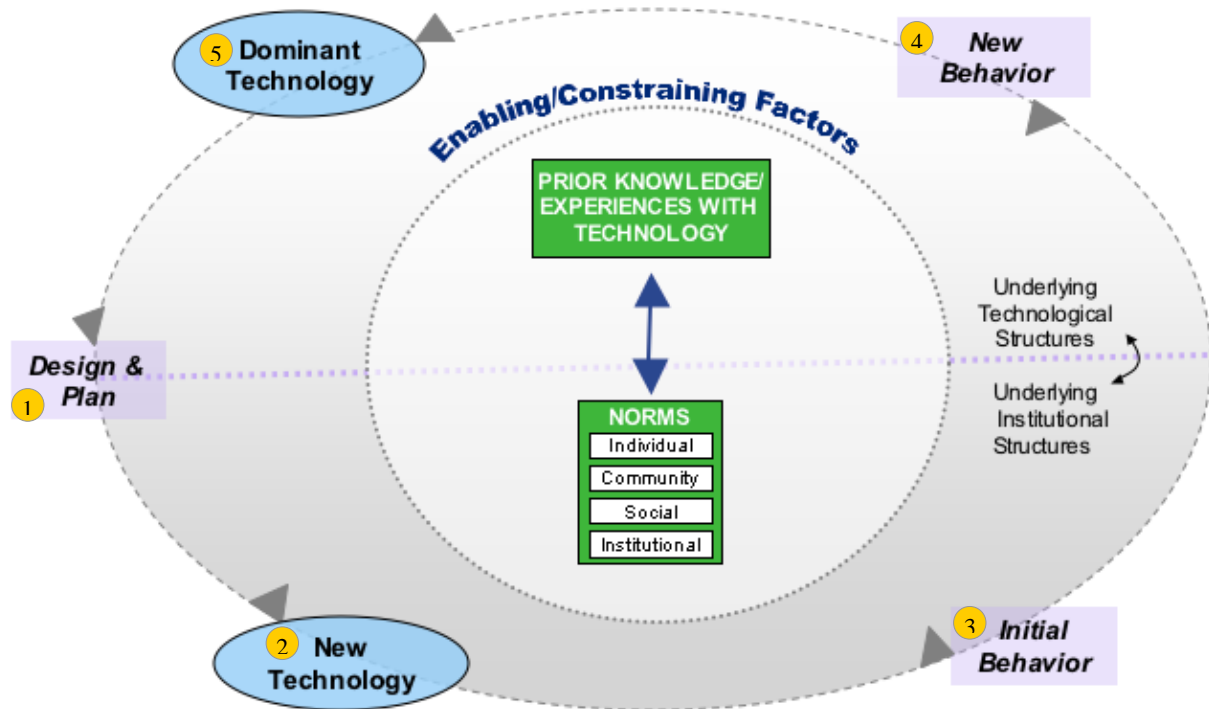 5
Dominant
Technology
4
New
Behavior
Enabling/Constraining Factors
PRIOR KNOWLEDGE/
EXPERIENCES WITH
TECHNOLOGY
Underlying
Technological
Structures
Design &
Plan
1
Underlying
Institutional
Structures
NORMS
Individual
Community
Social
Institutional
2
New
Technology
3
Initial
Behavior